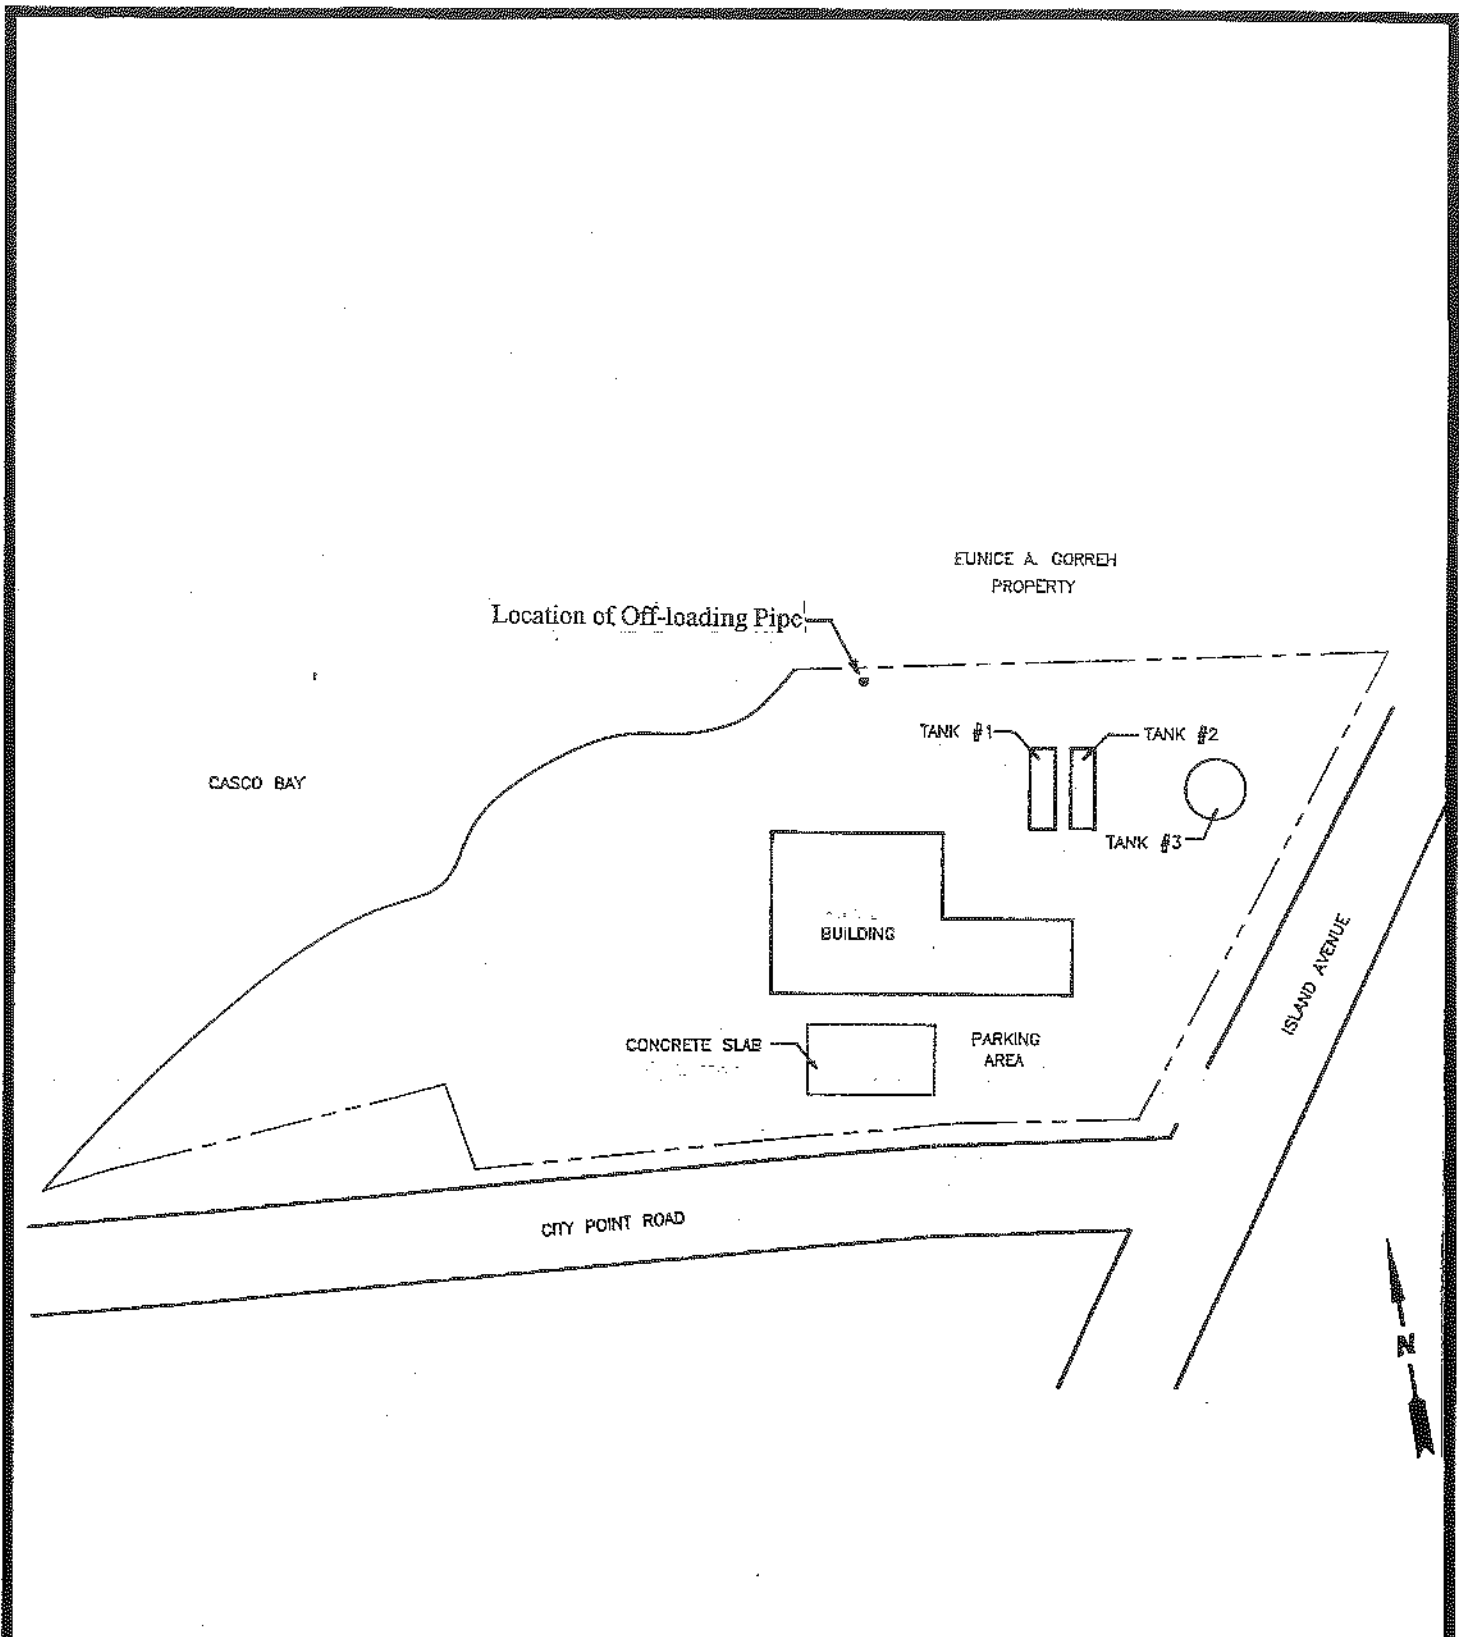 EUNICE A. GORREH
PROPERTY
Location of Off-loading Pipe
TANK #1
TANK #2
CASCO BAY
TANK #3
BUILDING
ISLAND AVENUE
CONCRETE SLAB
PARKING
AREA
CITY POINT ROAD
N